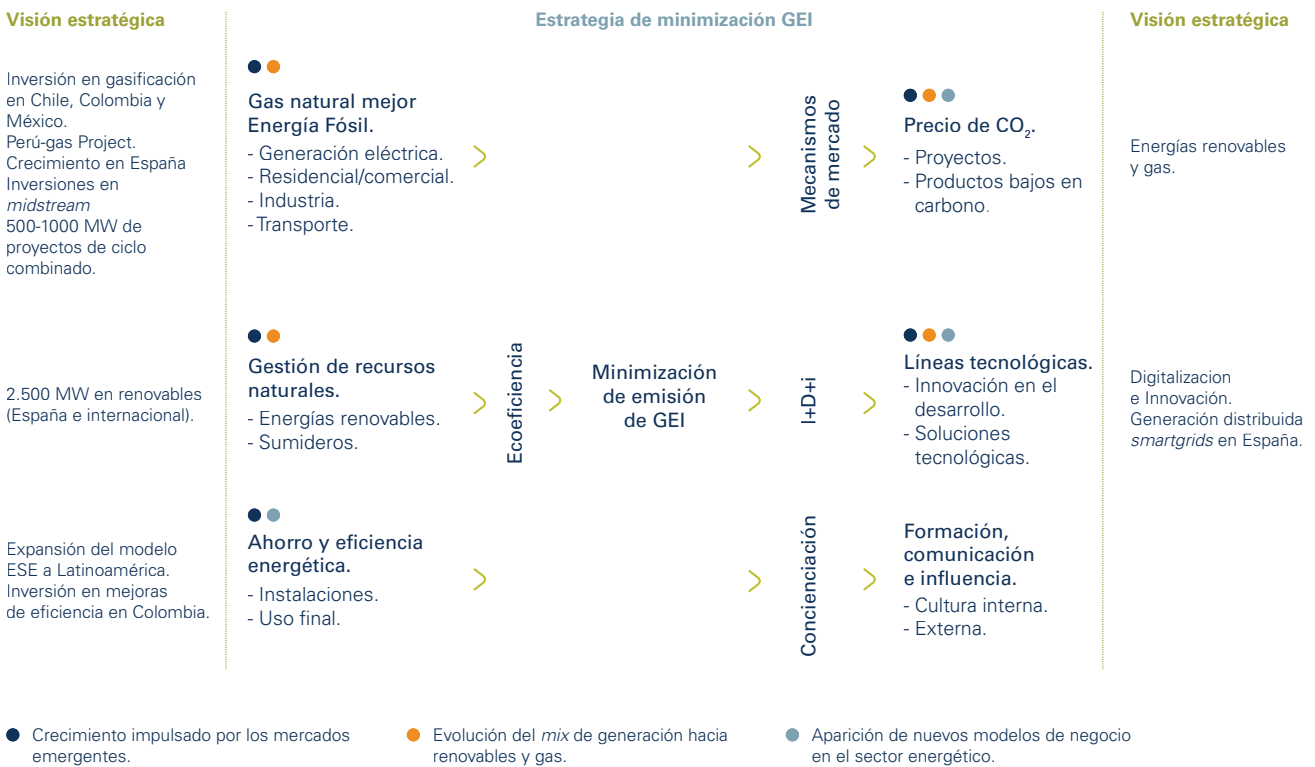 Visión estratégica
Estrategia de minimización GEI
Visión estratégica
Inversión en gasificación
en Chile, Colombia y
México.
Perú-gas Project.
Crecimiento en España
Inversiones en
midstream
500-1000 MW de
proyectos de ciclo
combinado.
Gas natural mejor
Energía Fósil.
- Generación eléctrica.
- Residencial/comercial.
- Industria.
- Transporte.
Mecanismos
de mercado
Precio de CO₂.
- Proyectos.
- Productos bajos en
carbono.
Energías renovables
y gas.
2.500 MW en renovables
(España e internacional).
Gestión de recursos
naturales.
- Energías renovables.
- Sumideros.
Ecoeficiencia
Minimización
de emisión
de GEI
I+D+i
Líneas tecnológicas.
- Innovación en el
desarrollo.
- Soluciones
tecnológicas.
Digitalizacion
e Innovación.
Generación distribuida
smartgrids en España.
Expansión del modelo
ESE a Latinoamérica.
Inversión en mejoras
de eficiencia en Colombia.
Ahorro y eficiencia
energética.
- Instalaciones.
- Uso final.
Concienciación
Formación,
comunicación
e influencia.
- Cultura interna.
- Externa.
Crecimiento impulsado por los mercados
emergentes.
Evolución del mix de generación hacia
renovables y gas.
Aparición de nuevos modelos de negocio
en el sector energético.